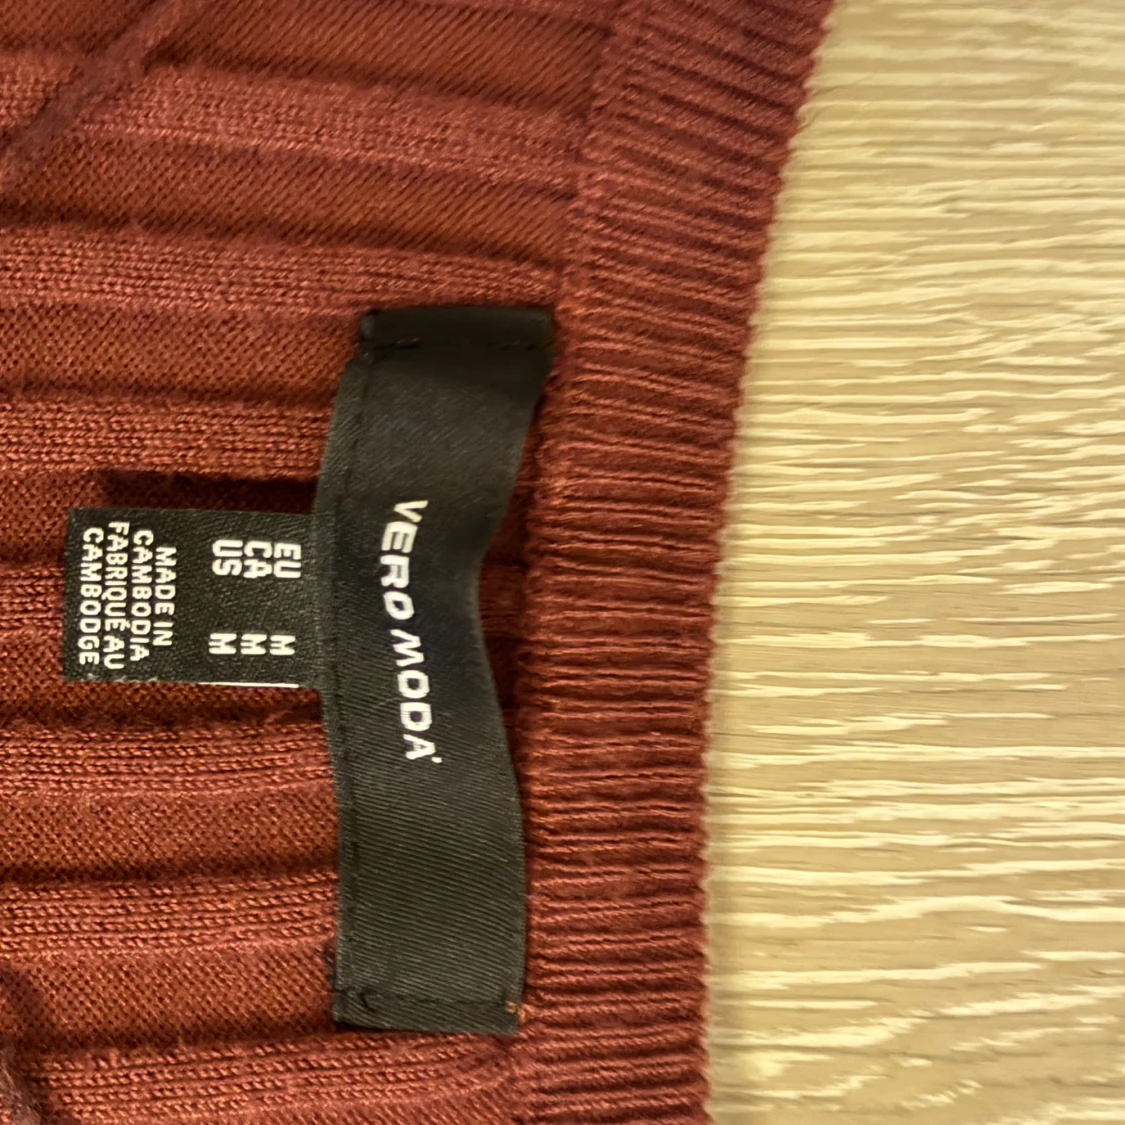 VERO MODA
EU M
CA M
US M
MADE IN
CAMBODIA
FABRIQUÉ AU
CAMBODGE